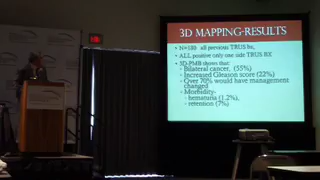 3D MAPPING-RESULTS
• N=180 all previous TRUS bx,
• ALL positive only one side TRUS BX
• 3D-PMB shows that:
- Bilateral cancer, (55%)
- Increased Gleason score (22%)
- Over 70% would have management
changed
- Morbidity-
hematuria (1.2%),
- retention (7%)